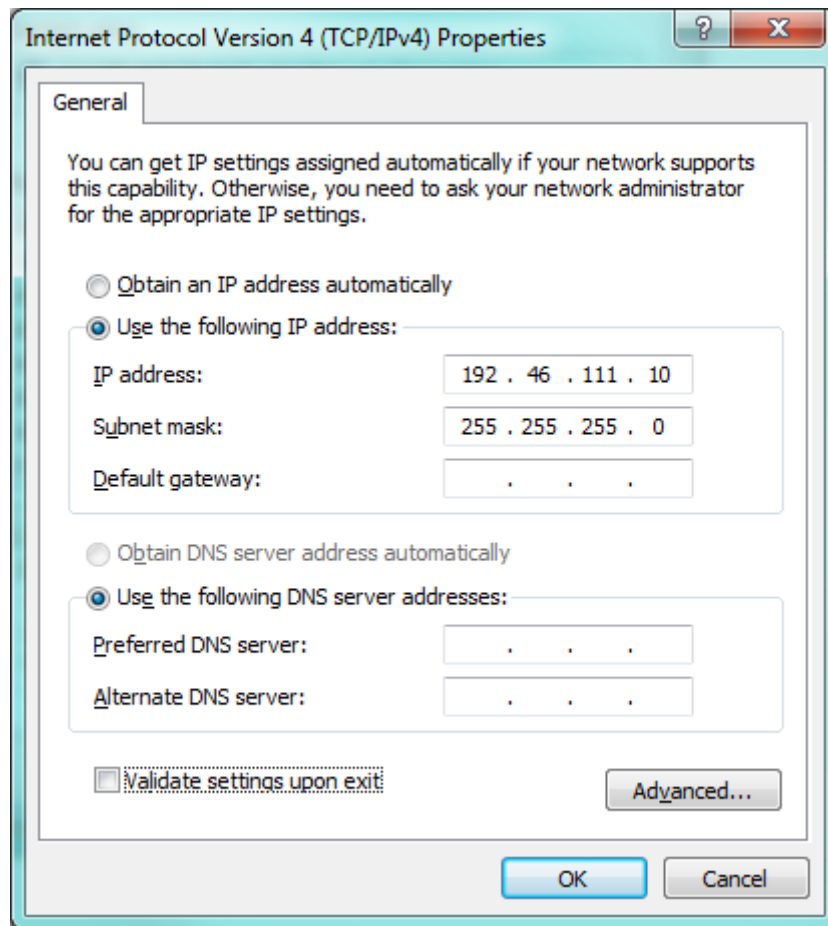 Internet Protocol Version 4 (TCP/IPv4) Properties
?
X
General
You can get IP settings assigned automatically if your network supports
this capability. Otherwise, you need to ask your network administrator
for the appropriate IP settings.
Obtain an IP address automatically
Use the following IP address:
IP address: 192 . 46 . 111 . 10
Subnet mask: 255 . 255 . 255 . 0
Default gateway: . . .
Obtain DNS server address automatically
Use the following DNS server addresses:
Preferred DNS server: . . .
Alternate DNS server: . . .
Validate settings upon exit
Advanced...
OK Cancel